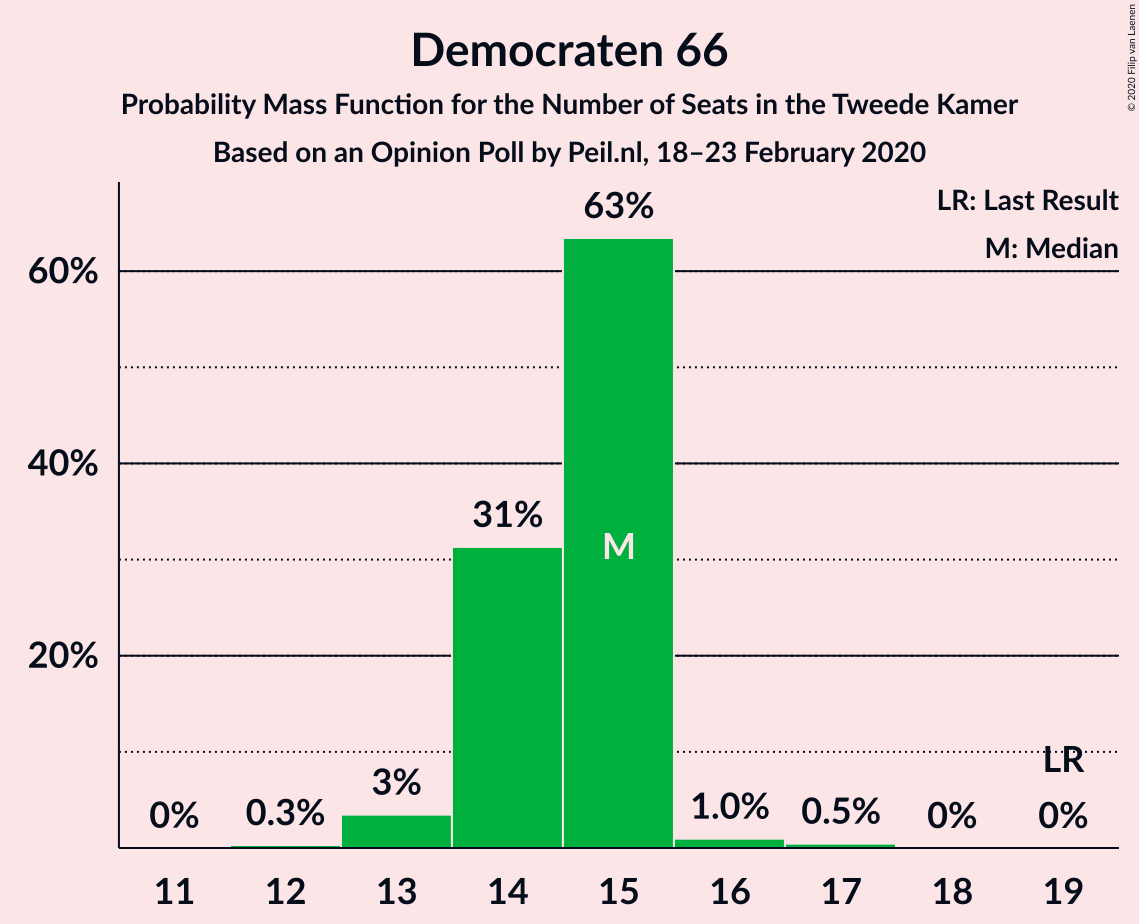 Democraten 66
Probability Mass Function for the Number of Seats in the Tweede Kamer
Based on an Opinion Poll by Peil.nl, 18–23 February 2020
© 2020 Filip van Laenen
LR: Last Result
M: Median
60%
40%
20%
0%
0.3%
3%
31%
63%
M
1.0%
0.5%
0%
LR
0%
11
12
13
14
15
16
17
18
19